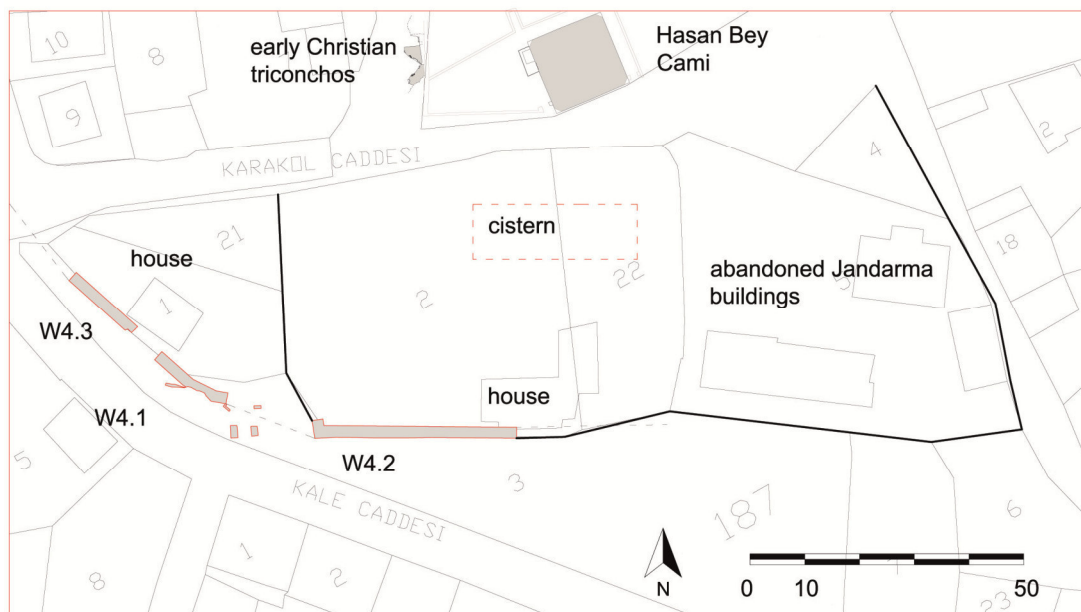 early Christian
triconchos
Hasan Bey
Cami
10
8
9
2
4
KARAKOL CADDESI
21
cistern
18
house
2
22
abandoned Jandarma
buildings
5
1
W4.3
house
W4.1
W4.2
5
3
KALE CADDESI
187
6
1
2
8
N
0 10 50
1
23